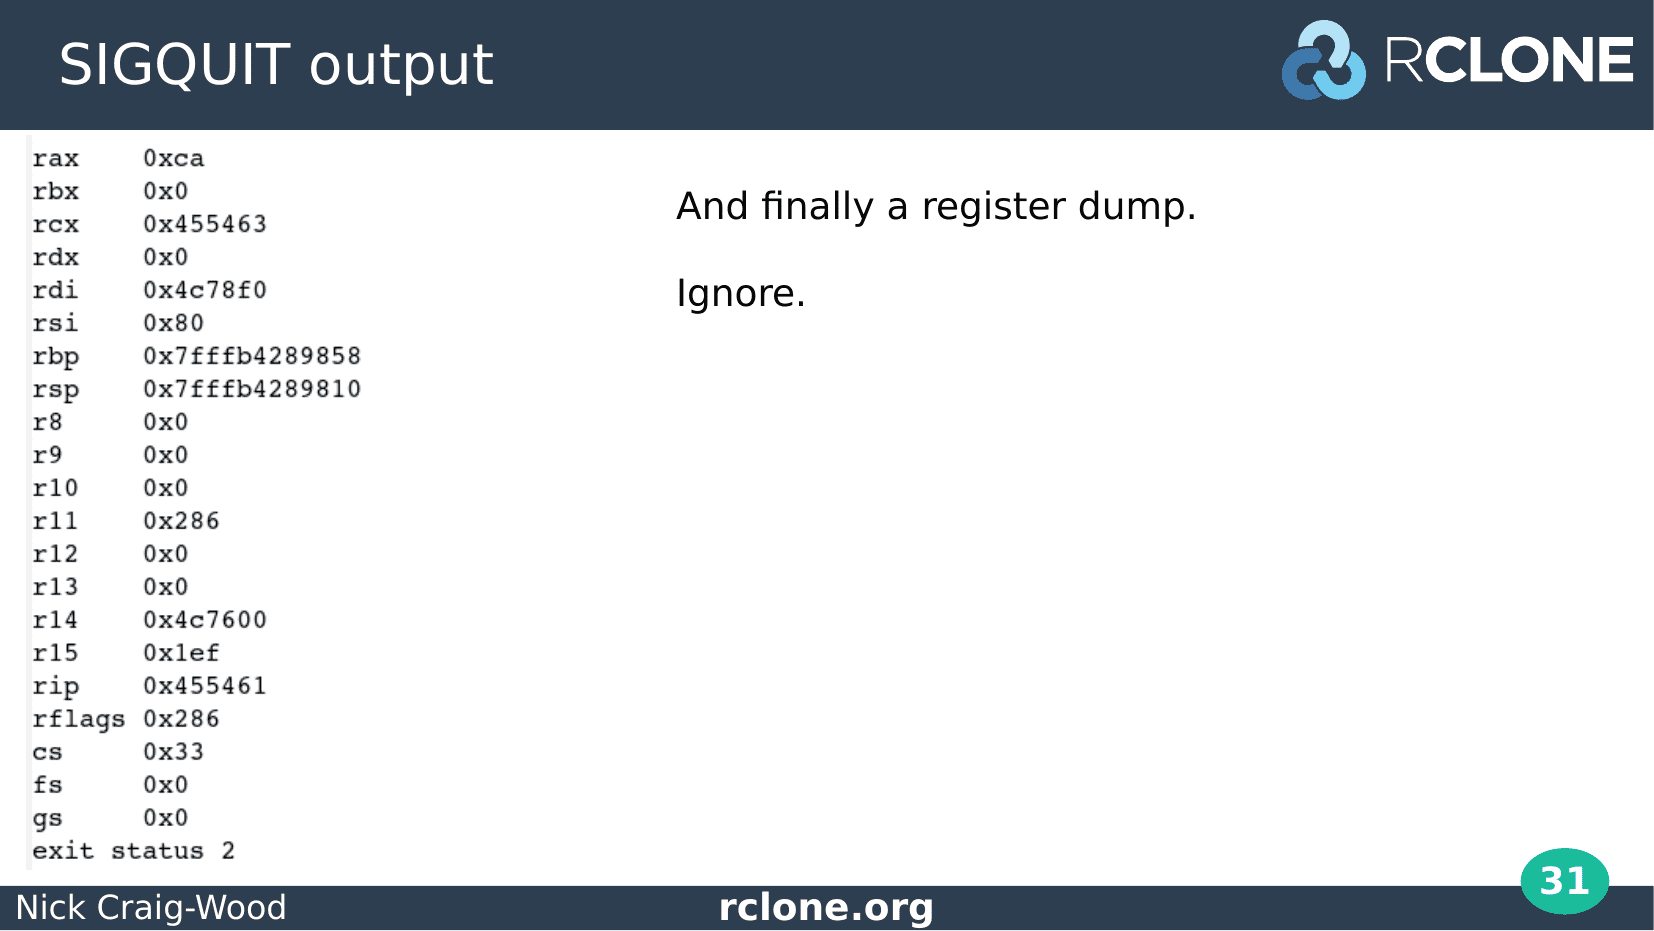 SIGQUIT output
RCLONE
rax 0xca
rbx 0x0
rcx 0x455463
rdx 0x0
rdi 0x4c78f0
rsi 0x80
rbp 0x7fffb4289858
rsp 0x7fffb4289810
r8 0x0
r9 0x0
r10 0x0
r11 0x286
r12 0x0
r13 0x0
r14 0x4c7600
r15 0x1ef
rip 0x455461
rflags 0x286
cs 0x33
fs 0x0
gs 0x0
exit status 2
And finally a register dump.
Ignore.
31
Nick Craig-Wood
rclone.org